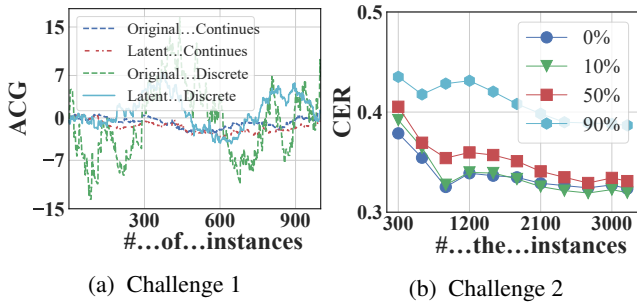 15
7
0
−7
−15
ACG
Original...Continues
Latent...Continues
Original...Discrete
Latent...Discrete
300 600 900
#...of...instances
(a) Challenge 1
0.5
0.4
0.3
CER
0%
10%
50%
90%
300 1200 2100 3000
#...the...instances
(b) Challenge 2